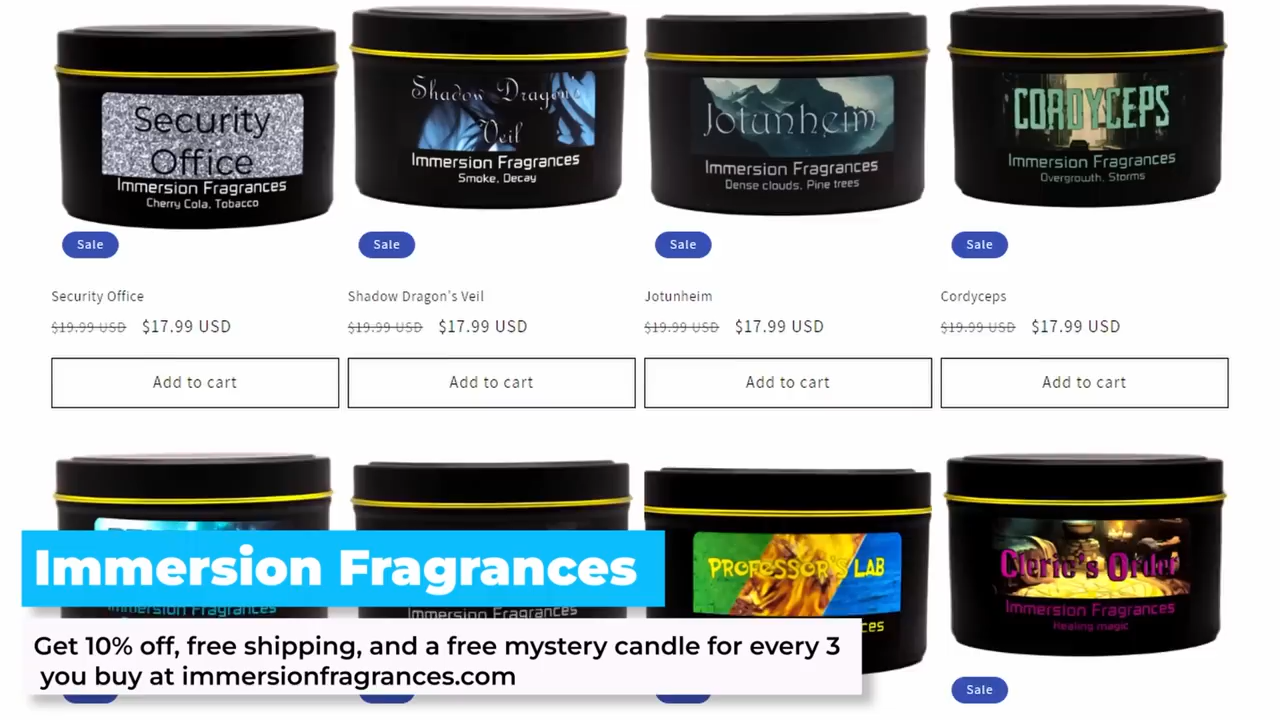 Security
Office
Immersion Fragrances
Cherry Cola, Tobacco
Shadow Dragons
Veil
Immersion Fragrances
Smoke, Decay
Jotunheim
Immersion Fragrances
Dense clouds, Pine trees
CORDYCEPS
Immersion Fragrances
Overgrowth, Storms
Sale
Sale
Sale
Sale
Security Office
Shadow Dragon's Veil
Jotunheim
Cordyceps
$19.99 USD $17.99 USD
$19.99 USD $17.99 USD
$19.99 USD $17.99 USD
$19.99 USD $17.99 USD
Add to cart
Add to cart
Add to cart
Add to cart
PROFESSOR'S LAB
Cleric's Order
Immersion Fragrances
Healing magic
Immersion Fragrances
Immersion Fragrances
Immersion Fragrances
Get 10% off, free shipping, and a free mystery candle for every 3
you buy at immersionfragrances.com
Sale